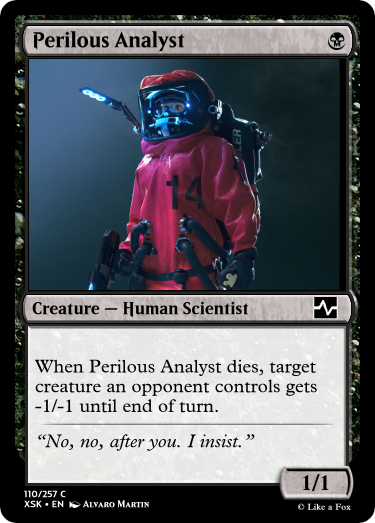 Perilous Analyst
14
Creature — Human Scientist
When Perilous Analyst dies, target
creature an opponent controls gets
-1/-1 until end of turn.
“No, no, after you. I insist.”
1/1
110/257 C
XSK • EN Alvaro Martin
© Like a Fox